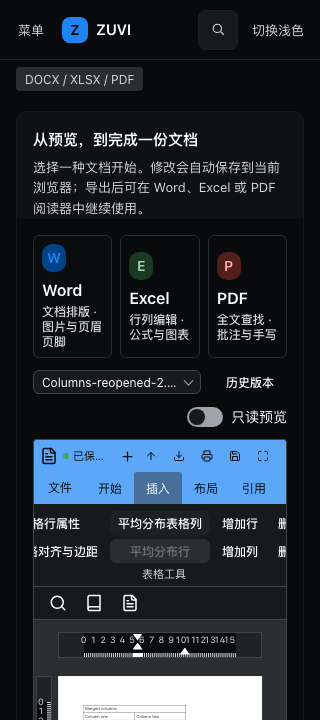 菜单 Z ZUVI 切换浅色
DOCX / XLSX / PDF
从预览，到完成一份文档
选择一种文档开始。修改会自动保存到当前
浏览器；导出后可在 Word、Excel 或 PDF
阅读器中继续使用。
W
Word
文档排版 ·
图片与页眉
页脚
E
Excel
行列编辑 ·
公式与图表
P
PDF
全文查找 ·
批注与手写
Columns-reopened-2.... 历史版本
只读预览
已保...
文件 开始 插入 布局 引用
格行属性 平均分布表格列 增加行
对齐与边距 平均分布行 增加列
表格工具
0 1 2 3 4 5 6 7 8 9 10 11 12 13 14 15
0
1
Merged columns
Column one Column two